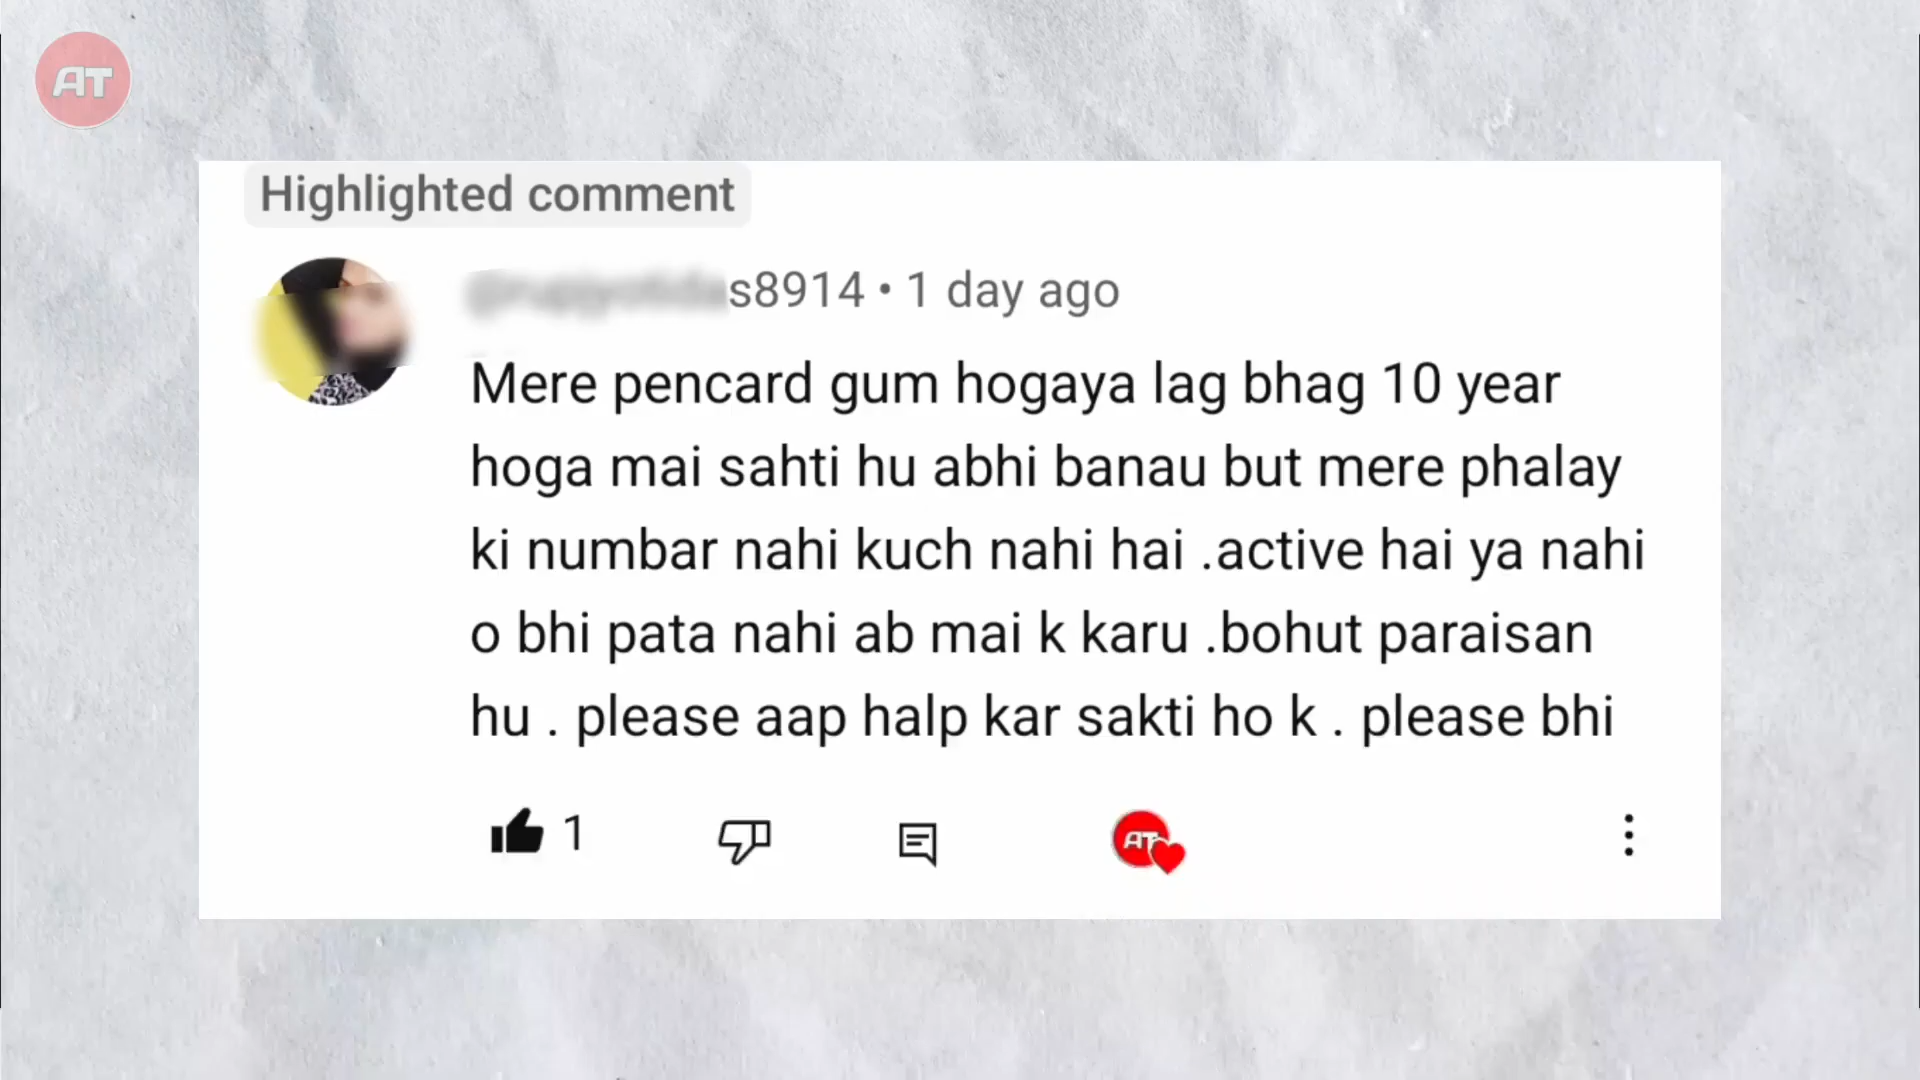 AT
Highlighted comment
s8914 • 1 day ago
Mere pencard gum hogaya lag bhag 10 year
hoga mai sahti hu abhi banau but mere phalay
ki numbar nahi kuch nahi hai .active hai ya nahi
o bhi pata nahi ab mai k karu .bohut paraisan
hu . please aap halp kar sakti ho k . please bhi
1
AT